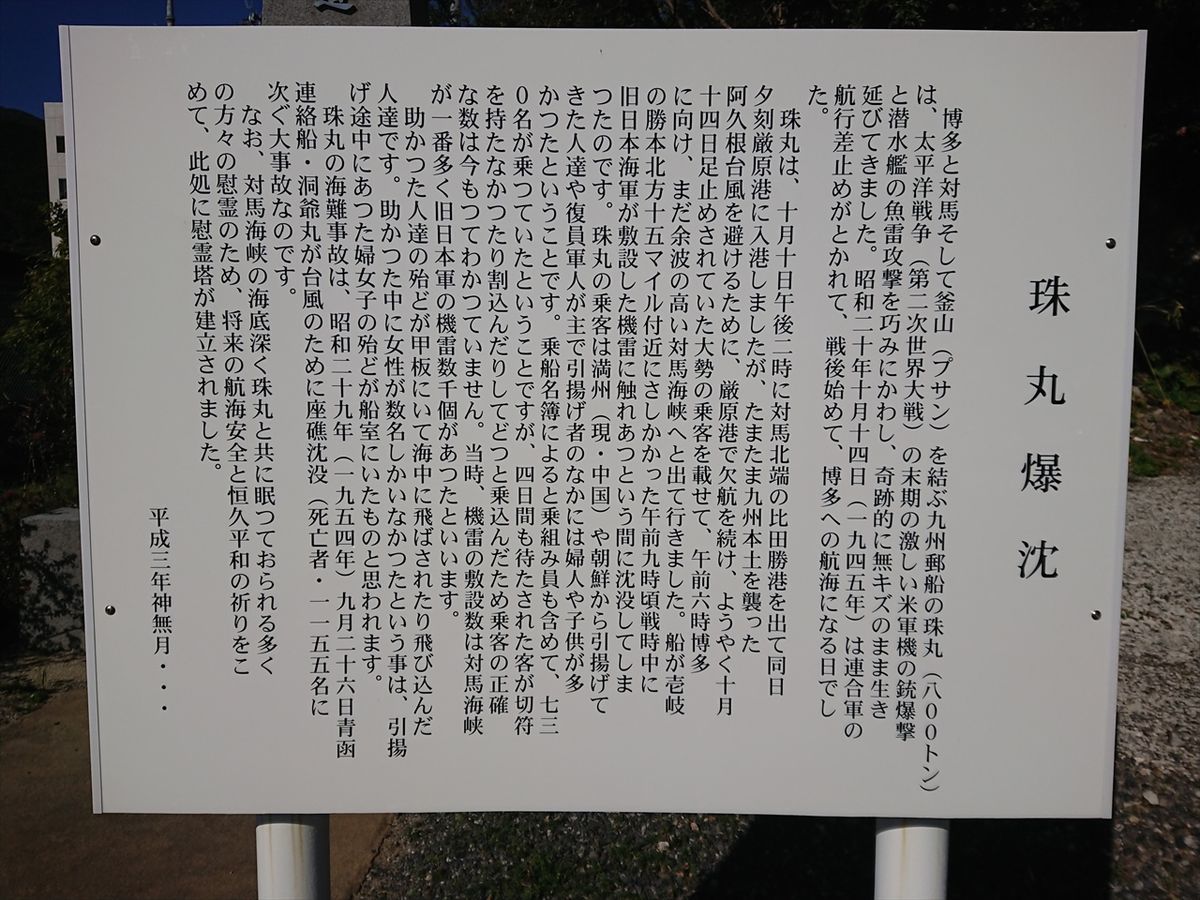 珠丸爆沈
博多と対馬そして釜山（プサン）を結ぶ九州郵船の珠丸（八００トン）
は、太平洋戦争（第二次世界大戦）の末期の激しい米軍機の銃爆撃
と潜水艦の魚雷攻撃を巧みにかわし、奇跡的に無キズのまま生き
延びてきました。昭和二十年十月十四日（一九四五年）は連合軍の
航行差止めがとかれて、戦後始めて、博多への航海になる日でし
た。
珠丸は、十月十日午後二時に対馬北端の比田勝港を出て同日
夕刻厳原港に入港しましたが、たまたま九州本土を襲った
阿久根台風を避けるために、厳原港で欠航を続け、ようやく十月
十四日足止めされていた大勢の乗客を載せて、午前六時博多
に向け、まだ余波の高い対馬海峡へと出て行きました。船が壱岐
の勝本北方十五マイル付近にさしかかった午前九時頃戦時中に
旧日本海軍が敷設した機雷に触れあつという間に沈没してしま
つたのです。珠丸の乗客は満州（現・中国）や朝鮮から引揚げて
きた人達や復員軍人が主で引揚げ者のなかには婦人や子供が多
かつたということです。乗船名簿によると乗組み員も含めて、七三
０名が乗つていたということですが、四日間も待たされた客が切符
を持たなかつたり割込んだりしてどつと乗込んだため乗客の正確
な数は今もつてわかつていません。当時、機雷の敷設数は対馬海峡
が一番多く旧日本軍の機雷数千個があつたといいます。
助かつた人達の殆どが甲板にいて海中に飛ばされたり飛び込んだ
人達です。助かつた中に女性が数名しかいなかつたという事は、引揚
げ途中にあつた婦女子の殆どが船室にいたものと思われます。
珠丸の海難事故は、昭和二十九年（一九五四年）九月二十六日青函
連絡船・洞爺丸が台風のために座礁沈没（死亡者・一一五五名に
次ぐ大事故なのです。
なお、対馬海峡の海底深く珠丸と共に眠つておられる多く
の方々の慰霊のため、将来の航海安全と恒久平和の祈りをこ
めて、此処に慰霊塔が建立されました。
平成三年神無月・・・